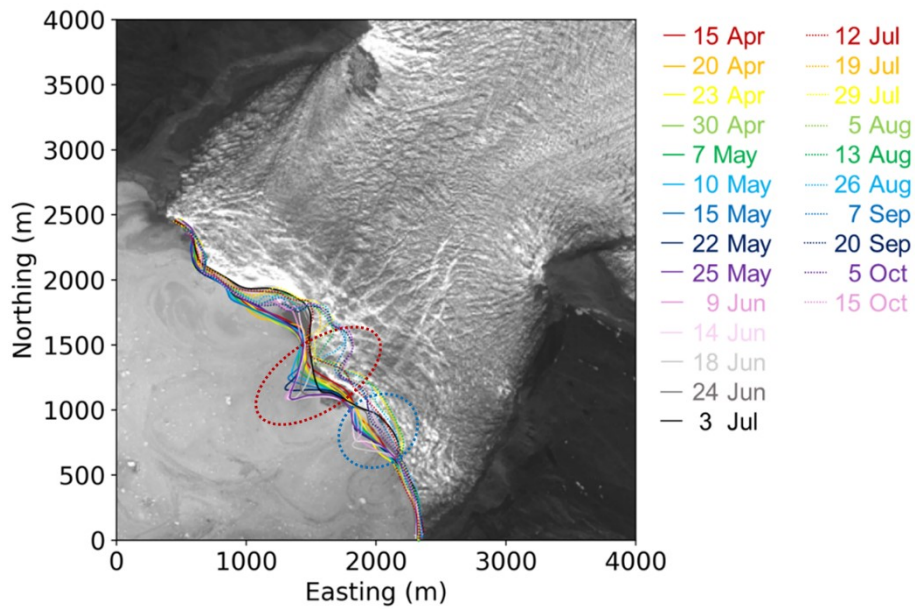 4000
3500
3000
2500
2000
1500
1000
500
0
Northing (m)
0 1000 2000 3000 4000
Easting (m)
15 Apr
20 Apr
23 Apr
30 Apr
7 May
10 May
15 May
22 May
25 May
9 Jun
14 Jun
18 Jun
24 Jun
3 Jul
12 Jul
19 Jul
29 Jul
5 Aug
13 Aug
26 Aug
7 Sep
20 Sep
5 Oct
15 Oct